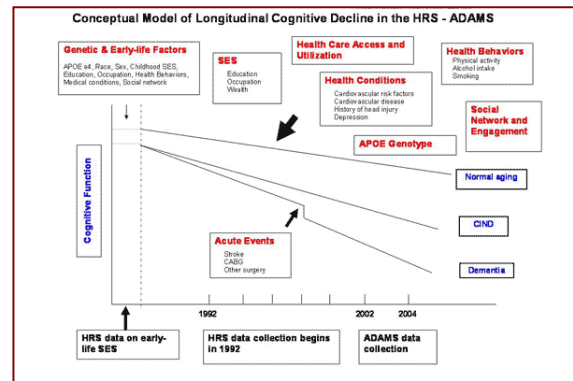 Conceptual Model of Longitudinal Cognitive Decline in the HRS - ADAMS
Genetic & Early-life Factors
APOE e4, Race, Sex, Childhood SES,
Education, Occupation, Health Behaviors,
Medical conditions, Social network
SES
Education
Occupation
Wealth
Health Care Access and
Utilization
Health Conditions
Cardiovascular risk factors
Cardiovascular disease
History of head injury
Depression
Health Behaviors
Physical activity
Alcohol intake
Smoking
Social
Network and
Engagement
APOE Genotype
Cognitive Function
Normal aging
CIND
Dementia
Acute Events
Stroke
CABG
Other surgery
1992
2002
2004
HRS data on early-
life SES
HRS data collection begins
in 1992
ADAMS data
collection